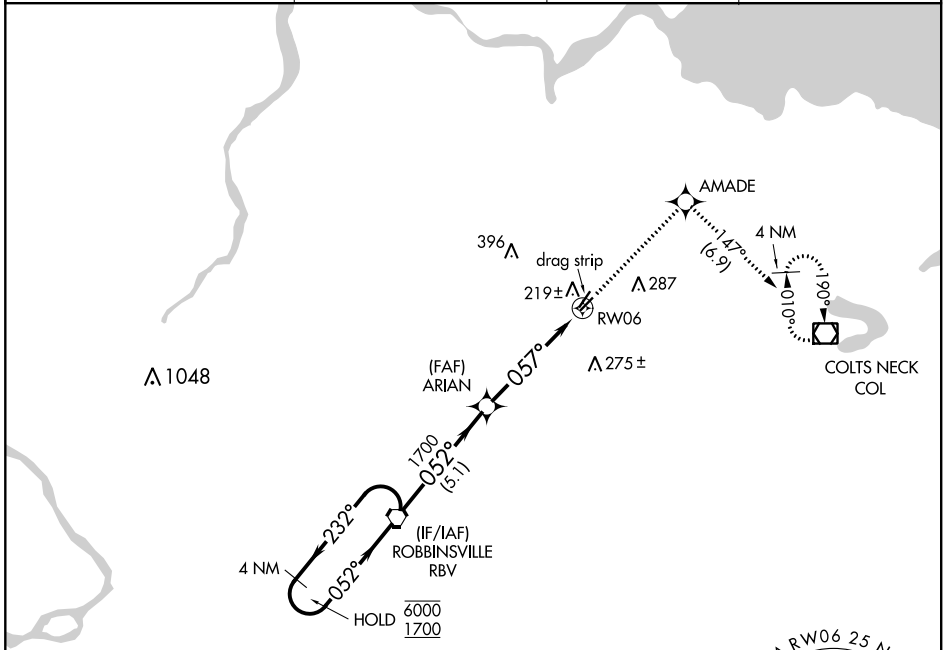 AMADE
4 NM
147°
(6.9)
396
drag strip
219±
287
RW06
010°
190°
COLTS NECK
COL
275±
1048
(FAF)
ARIAN
057°
1700
052°
(5.1)
232°
(IF/IAF)
ROBBINSVILLE
RBV
4 NM
052°
HOLD
6000
1700
RW06 25 N